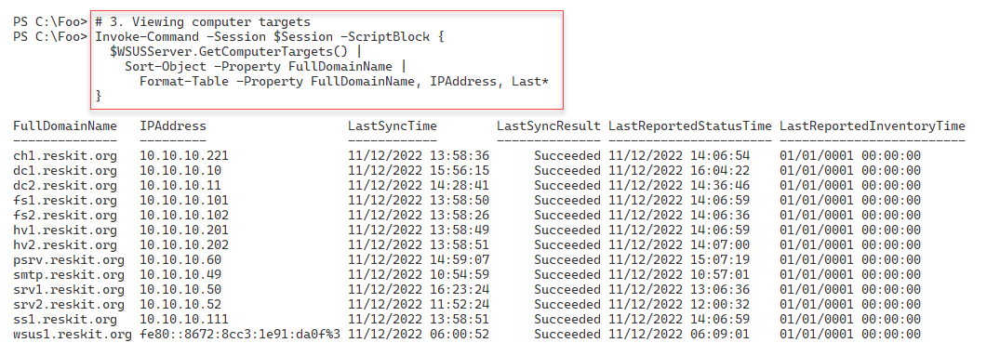 PS C:\Foo> # 3. Viewing computer targets
PS C:\Foo> Invoke-Command -Session $Session -ScriptBlock {
$WSUSServer.GetComputerTargets() |
Sort-Object -Property FullDomainName |
Format-Table -Property FullDomainName, IPAddress, Last*
}
FullDomainName IPAddress LastSyncTime LastSyncResult LastReportedStatusTime LastReportedInventoryTime
-------------- --------- ------------ -------------- ---------------------- -------------------------
ch1.reskit.org 10.10.10.221 11/12/2022 13:58:36 Succeeded 11/12/2022 14:06:54 01/01/0001 00:00:00
dc1.reskit.org 10.10.10.10 11/12/2022 15:56:15 Succeeded 11/12/2022 16:04:22 01/01/0001 00:00:00
dc2.reskit.org 10.10.10.11 11/12/2022 14:28:41 Succeeded 11/12/2022 14:36:46 01/01/0001 00:00:00
fs1.reskit.org 10.10.10.101 11/12/2022 13:58:50 Succeeded 11/12/2022 14:06:59 01/01/0001 00:00:00
fs2.reskit.org 10.10.10.102 11/12/2022 13:58:26 Succeeded 11/12/2022 14:06:36 01/01/0001 00:00:00
hv1.reskit.org 10.10.10.201 11/12/2022 13:58:49 Succeeded 11/12/2022 14:06:59 01/01/0001 00:00:00
hv2.reskit.org 10.10.10.202 11/12/2022 13:58:51 Succeeded 11/12/2022 14:07:00 01/01/0001 00:00:00
psrv.reskit.org 10.10.10.60 11/12/2022 14:59:07 Succeeded 11/12/2022 15:07:19 01/01/0001 00:00:00
smtp.reskit.org 10.10.10.49 11/12/2022 10:54:59 Succeeded 11/12/2022 10:57:01 01/01/0001 00:00:00
srv1.reskit.org 10.10.10.50 11/12/2022 16:23:24 Succeeded 11/12/2022 13:06:36 01/01/0001 00:00:00
srv2.reskit.org 10.10.10.52 11/12/2022 11:52:24 Succeeded 11/12/2022 12:00:32 01/01/0001 00:00:00
ss1.reskit.org 10.10.10.111 11/12/2022 13:58:51 Succeeded 11/12/2022 14:06:59 01/01/0001 00:00:00
wsus1.reskit.org fe80::8672:8cc3:1e91:da0f%3 11/12/2022 06:00:52 Succeeded 11/12/2022 06:09:01 01/01/0001 00:00:00